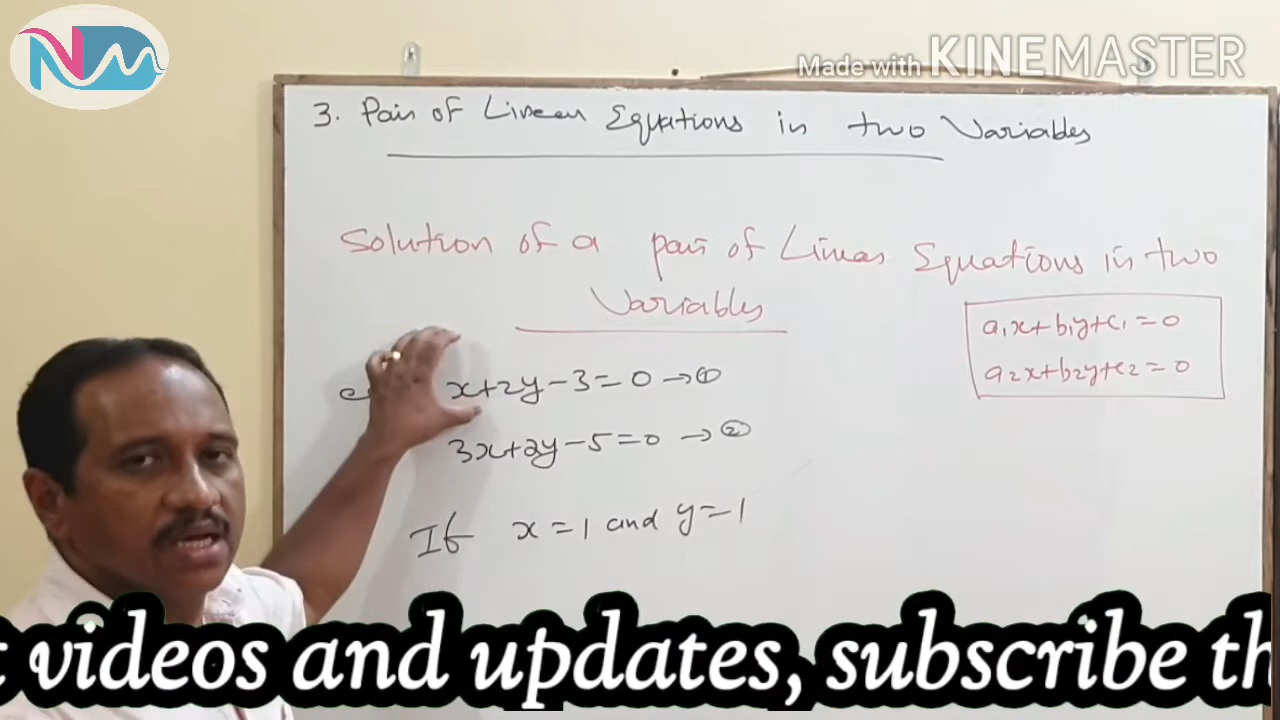 NM
Made with KINEMASTER
3. Pair of Linear Equations in two Variables
Solution of a pair of Linear Equations in two
Variables
a₁x+b₁y+c₁=0
a₂x+b₂y+c₂=0
x+2y-3=0 →①
3x+2y-5=0 →②
If x=1 and y=1
videos and updates, subscribe